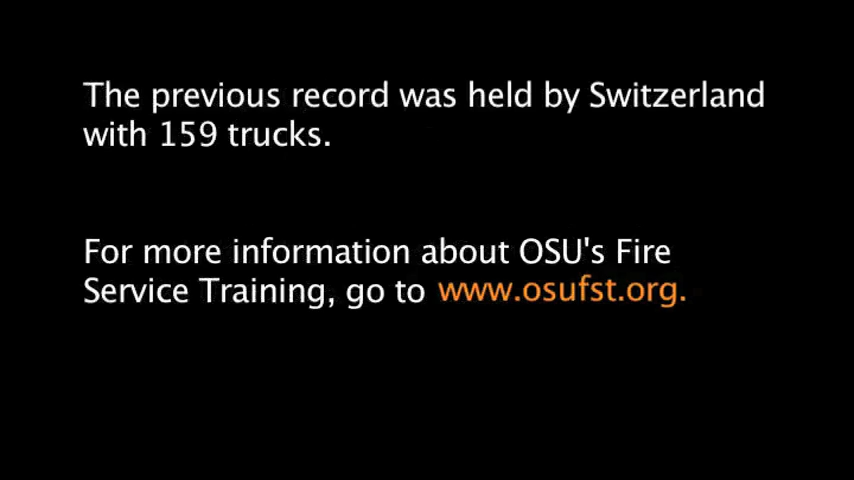 The previous record was held by Switzerland
with 159 trucks.
For more information about OSU's Fire
Service Training, go to www.osufst.org.